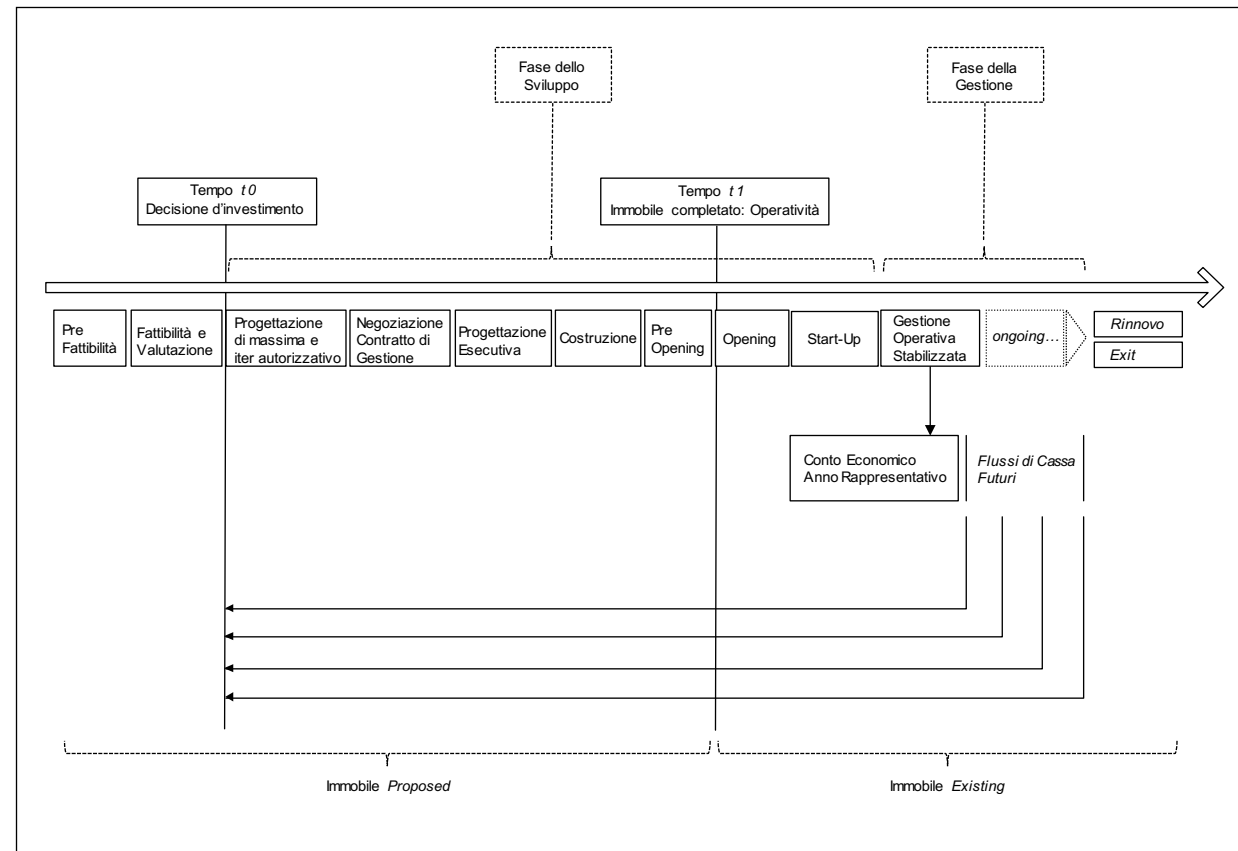 Fase dello
Sviluppo
Fase della
Gestione
Tempo t0
Decisione d'investimento
Tempo t1
Immobile completato: Operatività
Pre
Fattibilità
Fattibilità e
Valutazione
Progettazione
di massima e
iter autorizzativo
Negoziazione
Contratto di
Gestione
Progettazione
Esecutiva
Costruzione
Pre
Opening
Opening
Start-Up
Gestione
Operativa
Stabilizzata
ongoing...
Rinnovo
Exit
Conto Economico
Anno Rappresentativo
Flussi di Cassa
Futuri
Immobile Proposed
Immobile Existing